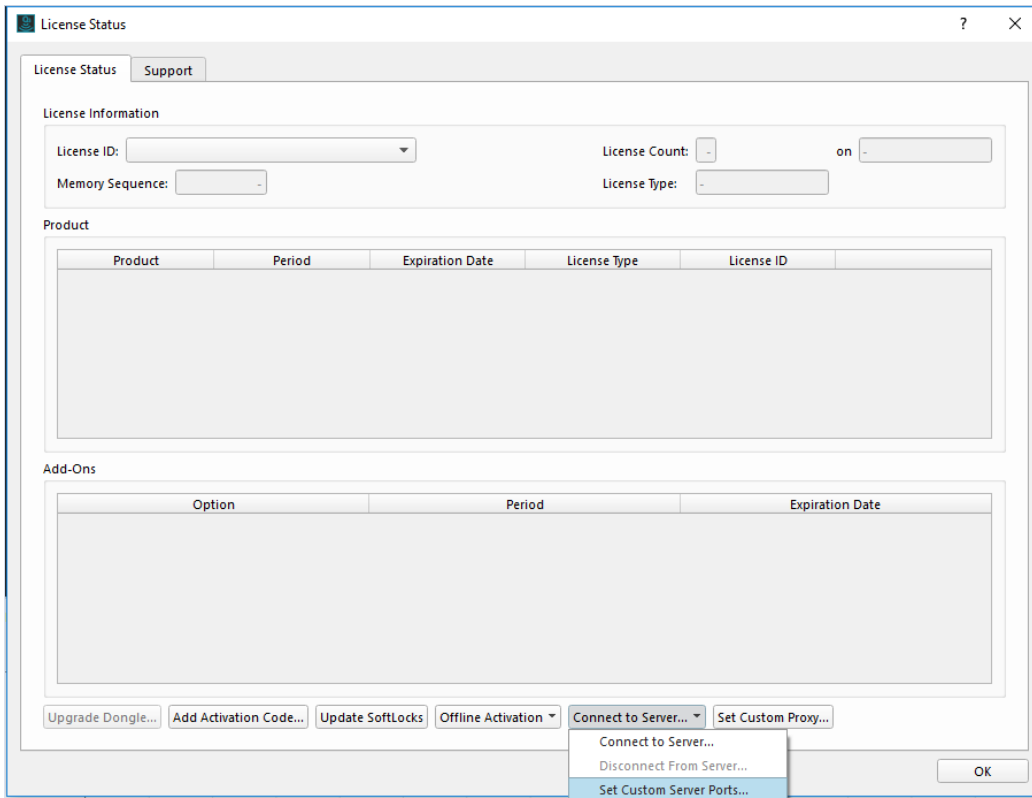 License Status
?
License Status Support
License Information
License ID: License Count: - on -
Memory Sequence: - License Type: -
Product
Product Period Expiration Date License Type License ID
Add-Ons
Option Period Expiration Date
Upgrade Dongle... Add Activation Code... Update SoftLocks Offline Activation Connect to Server... Set Custom Proxy...
Connect to Server...
Disconnect From Server...
OK
Set Custom Server Ports...